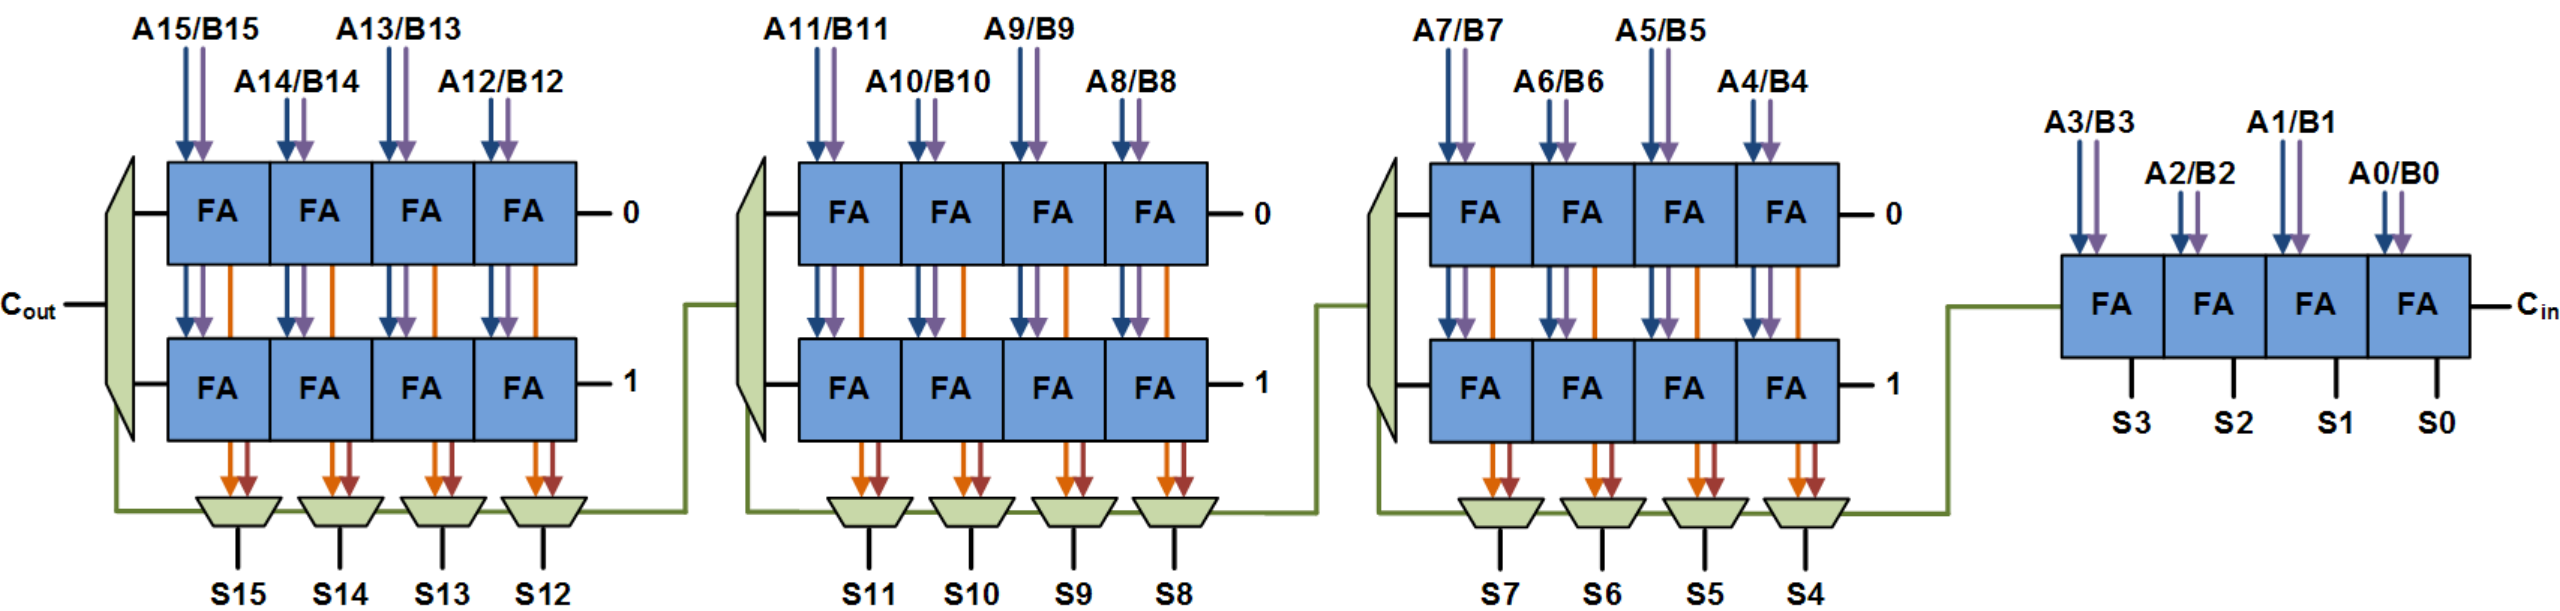 A15/B15 A13/B13 A11/B11 A9/B9 A7/B7 A5/B5
A14/B14 A12/B12 A10/B10 A8/B8 A6/B6 A4/B4
A3/B3 A1/B1
A2/B2 A0/B0
FA FA FA FA 0 FA FA FA FA 0 FA FA FA FA 0
Cout FA FA FA FA Cin
FA FA FA FA 1 FA FA FA FA 1 FA FA FA FA 1
S3 S2 S1 S0
S15 S14 S13 S12 S11 S10 S9 S8 S7 S6 S5 S4